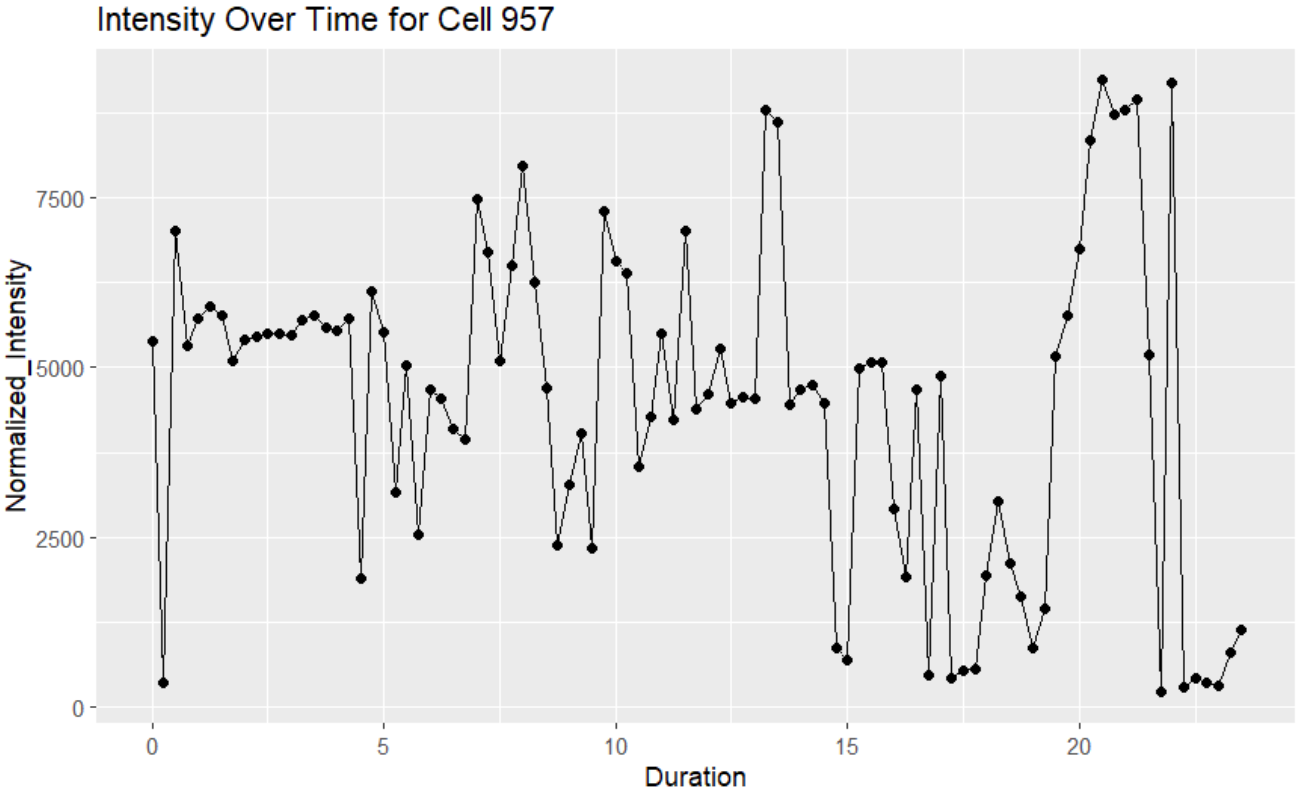 Intensity Over Time for Cell 957
Normalized_Intensity
7500
5000
2500
0
0 5 10 15 20
Duration